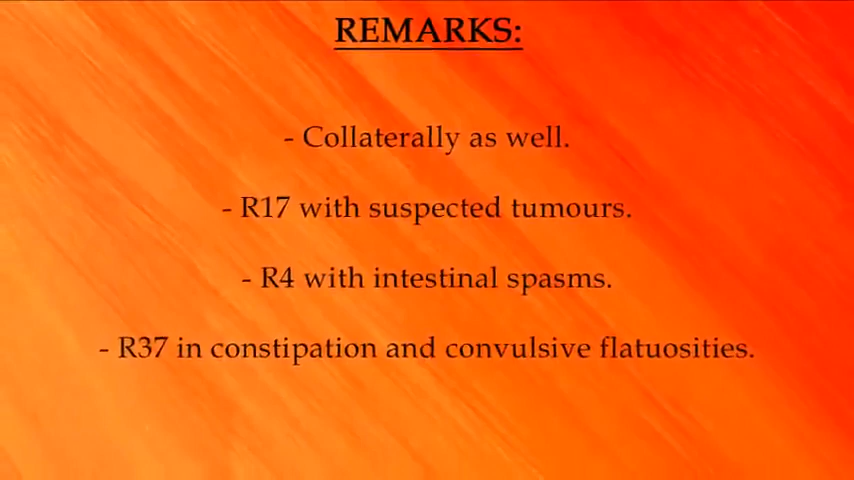 REMARKS:
- Collaterally as well.
- R17 with suspected tumours.
- R4 with intestinal spasms.
- R37 in constipation and convulsive flatuosities.